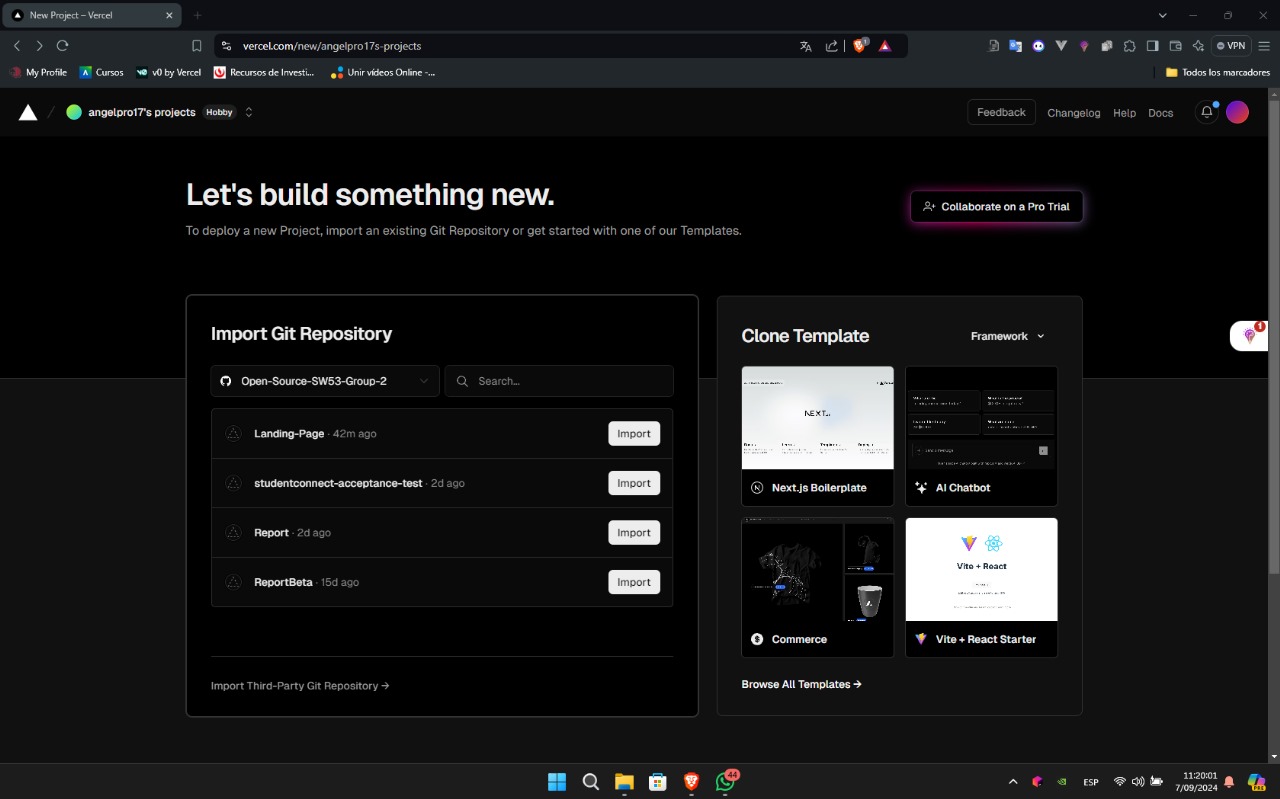 New Project – Vercel
vercel.com/new/angelpro17s-projects
1
VPN
My Profile
Cursos
v0 by Vercel
Recursos de Investi...
Unir vídeos Online -...
Todos los marcadores
angelpro17's projects
Hobby
Feedback
Changelog
Help
Docs
Let's build something new.
To deploy a new Project, import an existing Git Repository or get started with one of our Templates.
Collaborate on a Pro Trial
1
Import Git Repository
Open-Source-SW53-Group-2
Search...
Landing-Page · 42m ago
Import
studentconnect-acceptance-test · 2d ago
Import
Report · 2d ago
Import
ReportBeta · 15d ago
Import
Import Third-Party Git Repository →
Clone Template
Framework
NEXT
Next.js Boilerplate
AI Chatbot
Commerce
Vite + React
Vite + React Starter
Browse All Templates →
44
ESP
11:20:01
7/09/2024
PRE